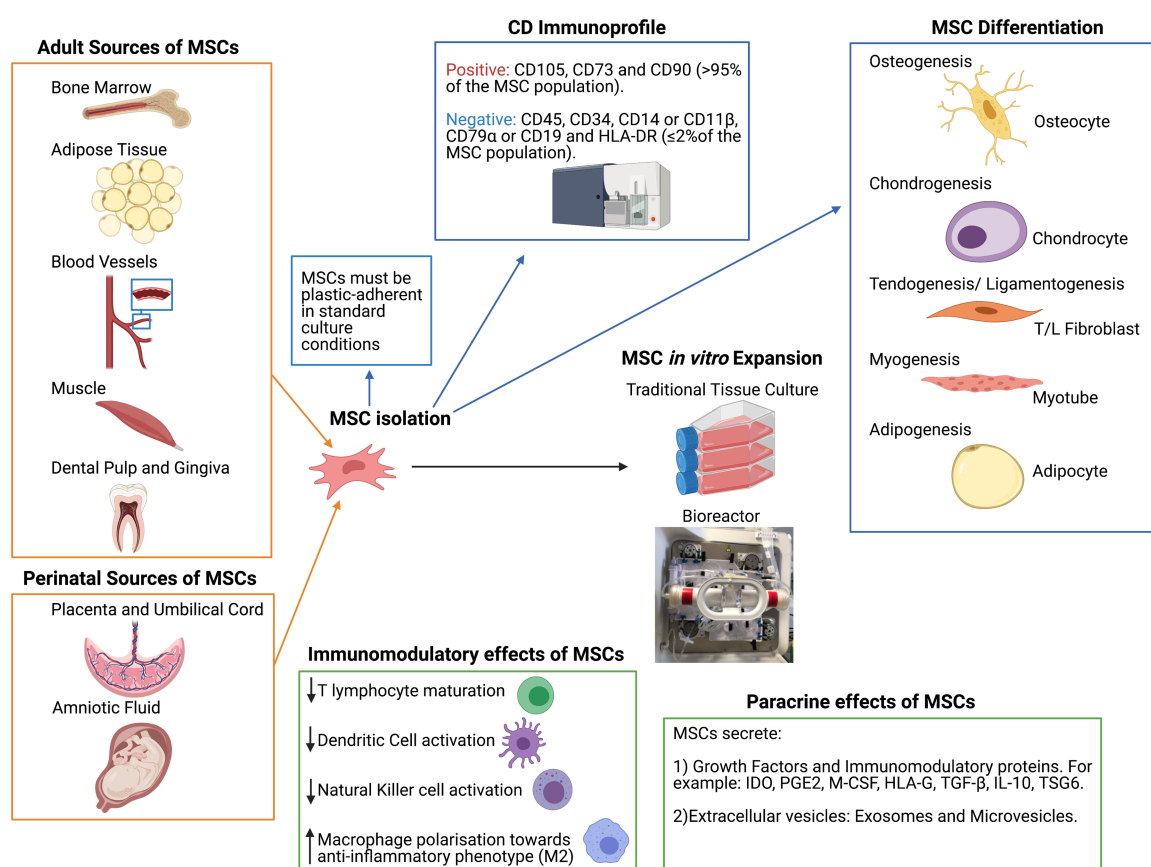 Adult Sources of MSCs
Bone Marrow
Adipose Tissue
Blood Vessels
Muscle
Dental Pulp and Gingiva
Perinatal Sources of MSCs
Placenta and Umbilical Cord
Amniotic Fluid
CD Immunoprofile
Positive: CD105, CD73 and CD90 (>95%
of the MSC population).
Negative: CD45, CD34, CD14 or CD11β,
CD79α or CD19 and HLA-DR (≤2%of the
MSC population).
MSCs must be
plastic-adherent
in standard
culture
conditions
MSC isolation
MSC in vitro Expansion
Traditional Tissue Culture
Bioreactor
MSC Differentiation
Osteogenesis
Osteocyte
Chondrogenesis
Chondrocyte
Tendogenesis/ Ligamentogenesis
T/L Fibroblast
Myogenesis
Myotube
Adipogenesis
Adipocyte
Immunomodulatory effects of MSCs
↓T lymphocyte maturation
↓Dendritic Cell activation
↓Natural Killer cell activation
↑Macrophage polarisation towards
anti-inflammatory phenotype (M2)
Paracrine effects of MSCs
MSCs secrete:
1) Growth Factors and Immunomodulatory proteins. For
example: IDO, PGE2, M-CSF, HLA-G, TGF-β, IL-10, TSG6.
2)Extracellular vesicles: Exosomes and Microvesicles.